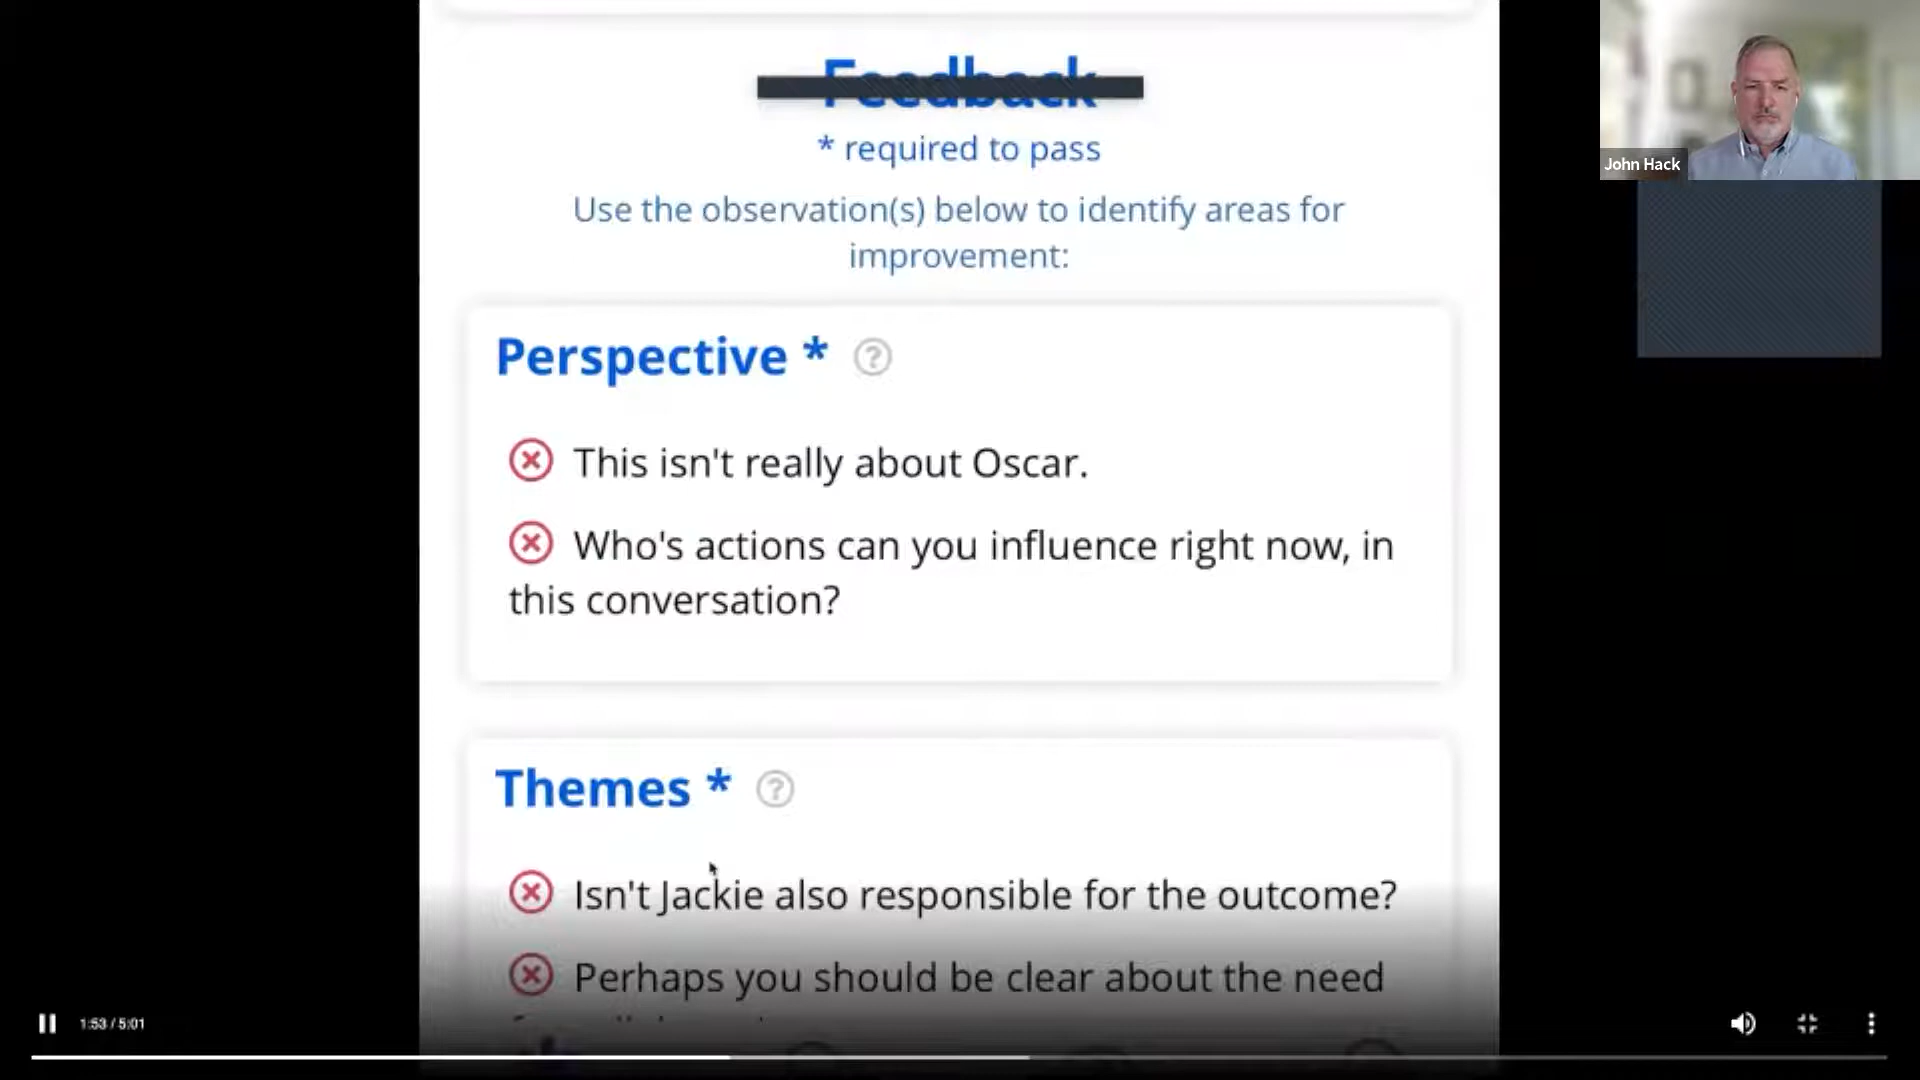 Feedback
* required to pass
Use the observation(s) below to identify areas for
improvement:
Perspective * ?
This isn't really about Oscar.
Who's actions can you influence right now, in
this conversation?
Themes * ?
Isn't Jackie also responsible for the outcome?
Perhaps you should be clear about the need
John Hack
1:53 / 5:01